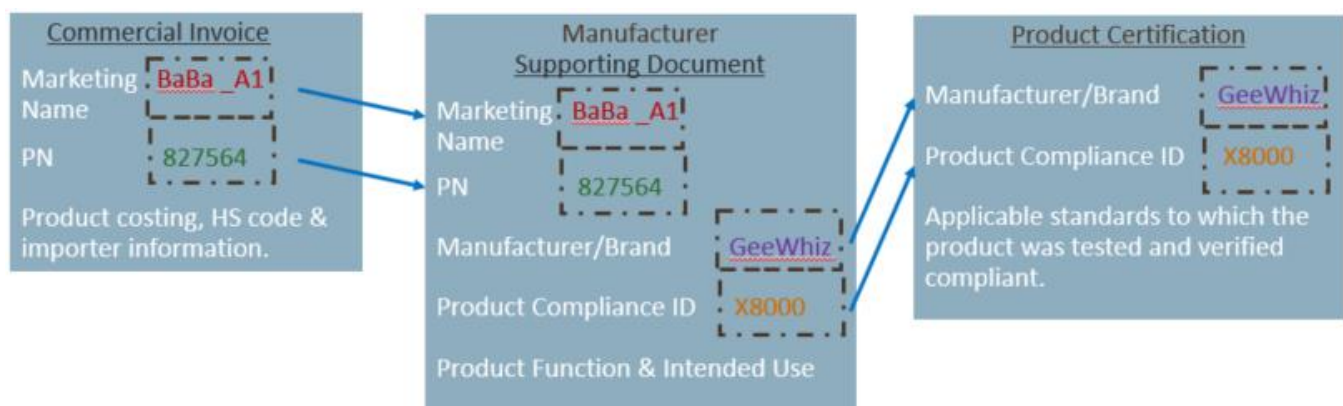 Commercial Invoice
Marketing Name BaBa _A1
PN 827564
Product costing, HS code &
importer information.
Manufacturer
Supporting Document
Marketing Name BaBa _A1
PN 827564
Manufacturer/Brand GeeWhiz
Product Compliance ID X8000
Product Function & Intended Use
Product Certification
Manufacturer/Brand GeeWhiz
Product Compliance ID X8000
Applicable standards to which the
product was tested and verified
compliant.